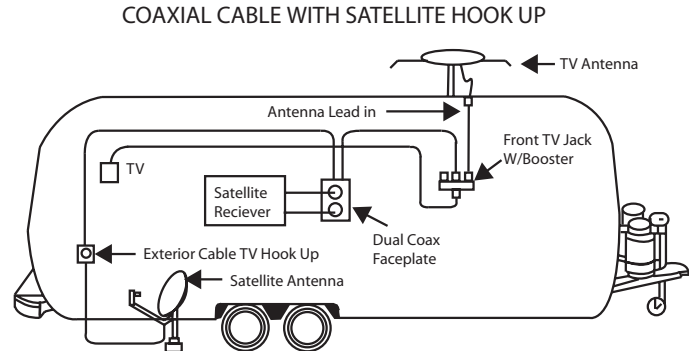 COAXIAL CABLE WITH SATELLITE HOOK UP
TV Antenna
Antenna Lead in
Front TV Jack
W/Booster
TV
Satellite
Reciever
Dual Coax
Faceplate
Exterior Cable TV Hook Up
Satellite Antenna